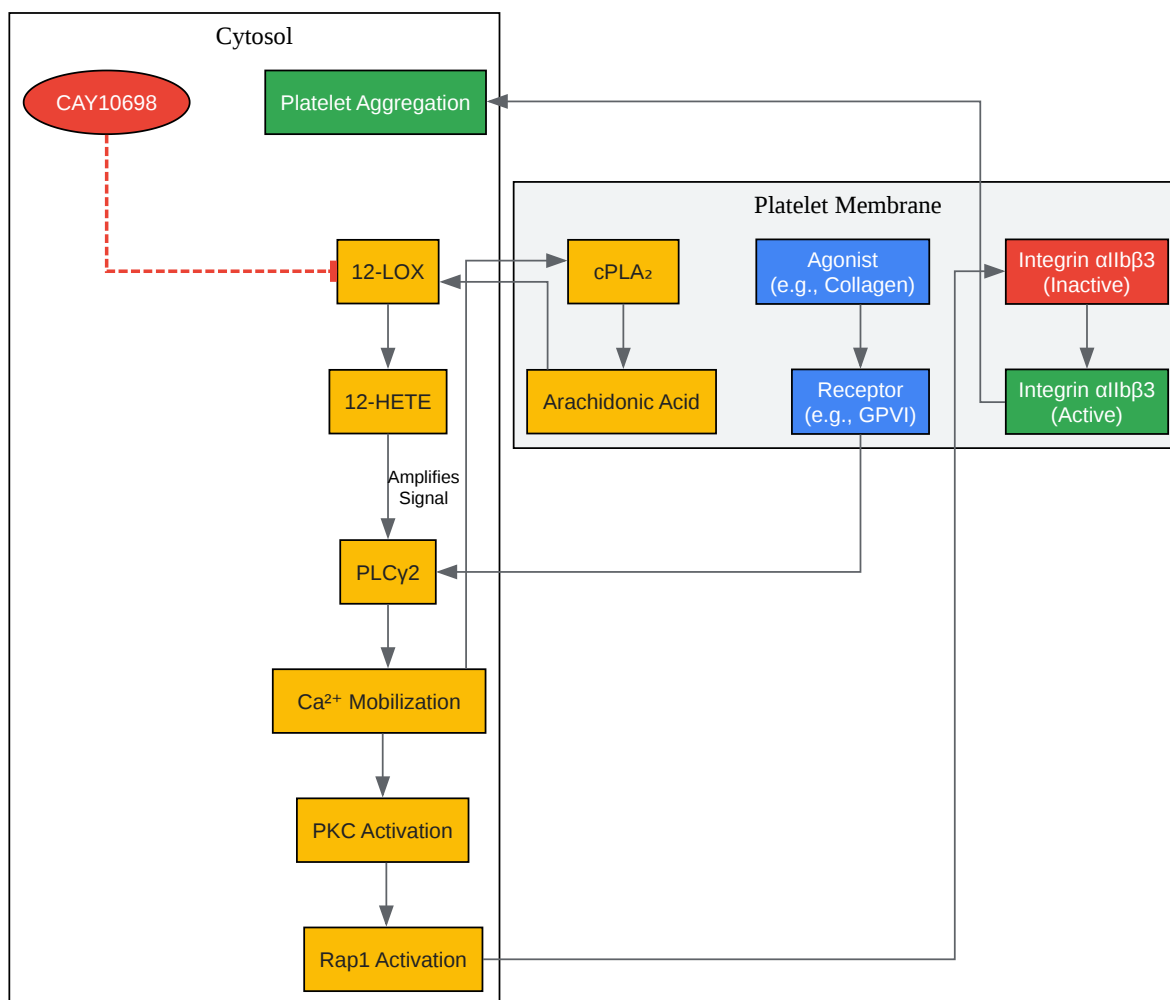 Cytosol
CAY10698
Platelet Aggregation
Platelet Membrane
12-LOX
cPLA₂
Agonist
(e.g., Collagen)
Integrin αIIbβ3
(Inactive)
12-HETE
Arachidonic Acid
Receptor
(e.g., GPVI)
Integrin αIIbβ3
(Active)
Amplifies
Signal
PLCγ2
Ca²⁺ Mobilization
PKC Activation
Rap1 Activation